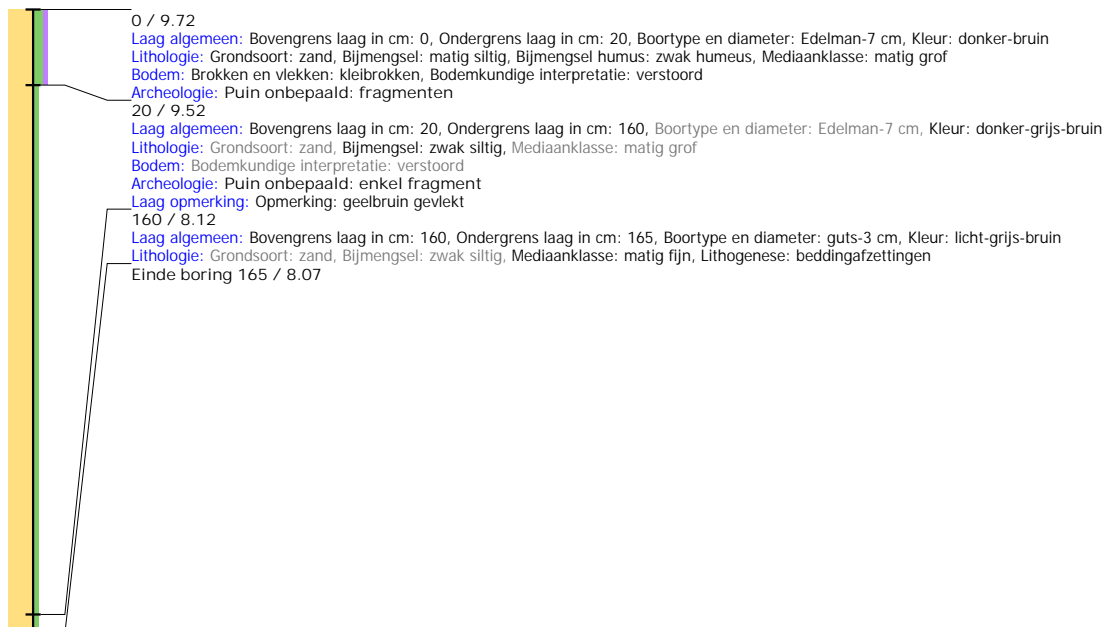 0 / 9.72
Laag algemeen: Bovengrens laag in cm: 0, Ondergrens laag in cm: 20, Boortype en diameter: Edelman-7 cm, Kleur: donker-bruin
Lithologie: Grondsoort: zand, Bijmengsel: matig siltig, Bijmengsel humus: zwak humeus, Mediaanklasse: matig grof
Bodem: Brokken en vlekken: kleibrokken, Bodemkundige interpretatie: verstoord
Archeologie: Puin onbepaald: fragmenten
20 / 9.52
Laag algemeen: Bovengrens laag in cm: 20, Ondergrens laag in cm: 160, Boortype en diameter: Edelman-7 cm, Kleur: donker-grijs-bruin
Lithologie: Grondsoort: zand, Bijmengsel: zwak siltig, Mediaanklasse: matig grof
Bodem: Bodemkundige interpretatie: verstoord
Archeologie: Puin onbepaald: enkel fragment
Laag opmerking: Opmerking: geelbruin gevlekt
160 / 8.12
Laag algemeen: Bovengrens laag in cm: 160, Ondergrens laag in cm: 165, Boortype en diameter: guts-3 cm, Kleur: licht-grijs-bruin
Lithologie: Grondsoort: zand, Bijmengsel: zwak siltig, Mediaanklasse: matig fijn, Lithogenese: beddingafzettingen
Einde boring 165 / 8.07